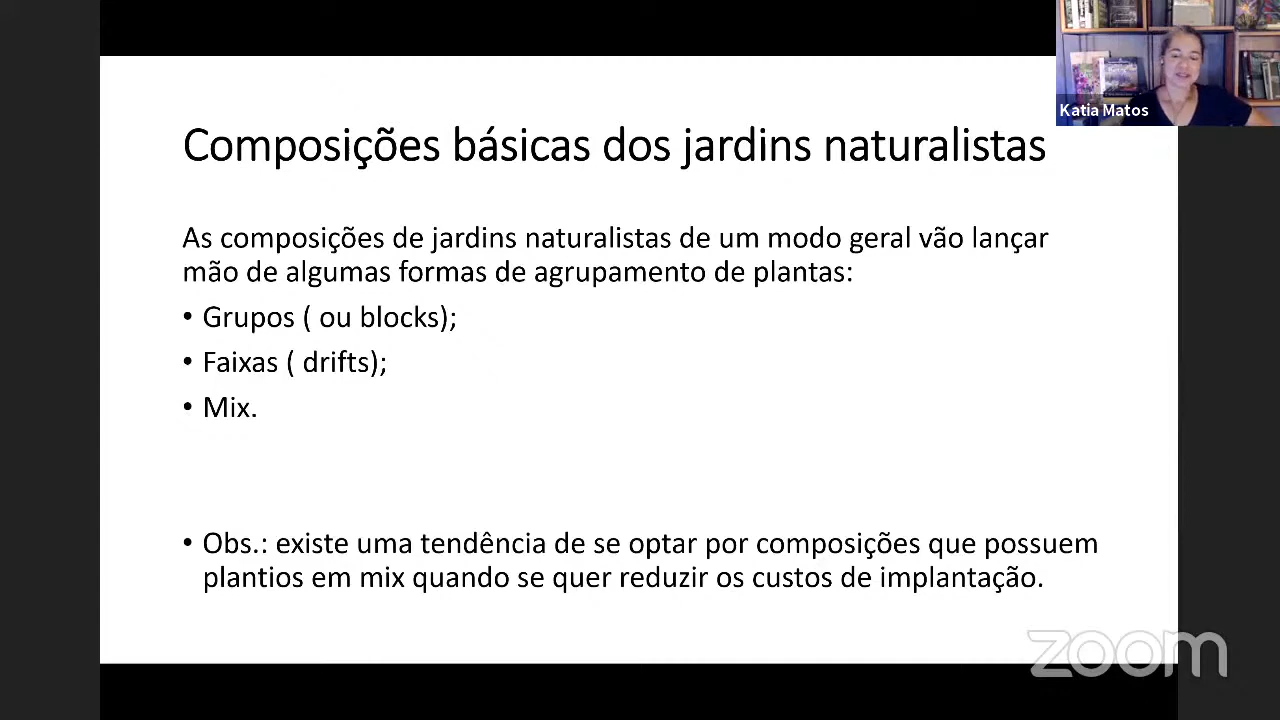 Katia Matos
Composições básicas dos jardins naturalistas
As composições de jardins naturalistas de um modo geral vão lançar
mão de algumas formas de agrupamento de plantas:
• Grupos ( ou blocks);
• Faixas ( drifts);
• Mix.
• Obs.: existe uma tendência de se optar por composições que possuem
plantios em mix quando se quer reduzir os custos de implantação.
zoom